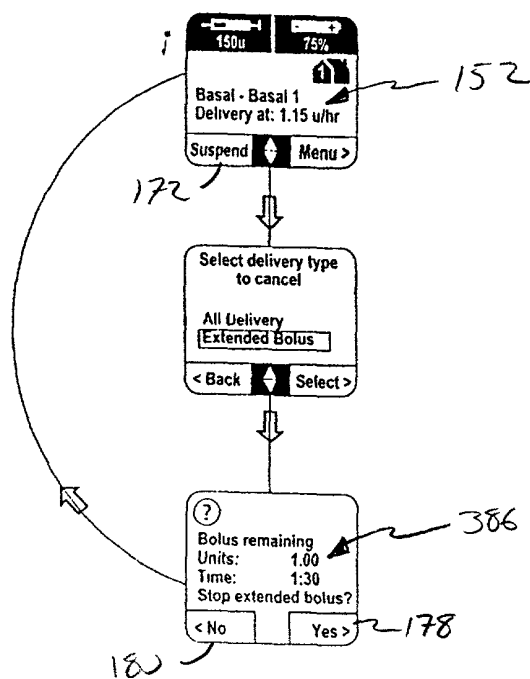 150u 75%
i
1
152
Basal - Basal 1
Delivery at: 1.15 u/hr
Suspend Menu >
172
Select delivery type
to cancel
All Delivery
Extended Bolus
< Back Select >
?
386
Bolus remaining
Units: 1.00
Time: 1:30
Stop extended bolus?
< No Yes >
178
180